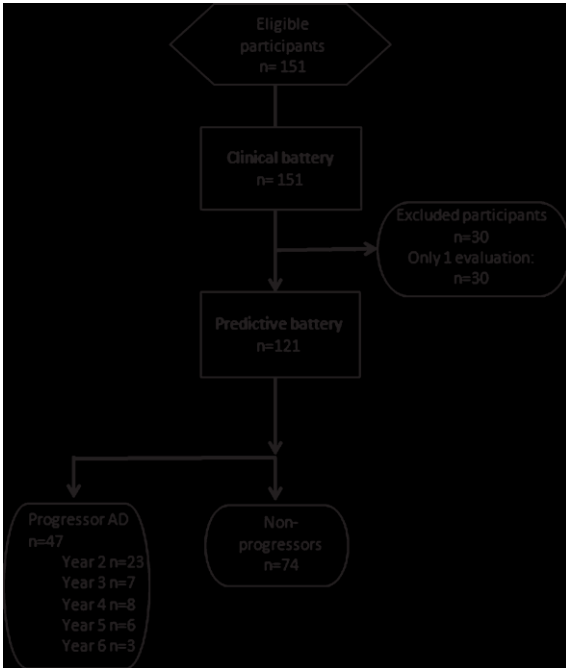 Eligible
participants
n= 151
Clinical battery
n= 151
Excluded participants
n=30
Only 1 evaluation:
n=30
Predictive battery
n=121
Progressor AD
n=47
Year 2 n=23
Year 3 n=7
Year 4 n=8
Year 5 n=6
Year 6 n=3
Non-
progressors
n=74